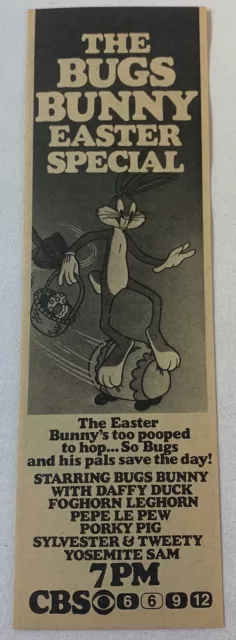 THE
BUGS
BUNNY
EASTER
SPECIAL
The Easter
Bunny's too pooped
to hop... So Bugs
and his pals save the day!
STARRING BUGS BUNNY
WITH DAFFY DUCK
FOGHORN LEGHORN
PEPE LE PEW
PORKY PIG
SYLVESTER & TWEETY
YOSEMITE SAM
7PM
CBS 6 6 9 12